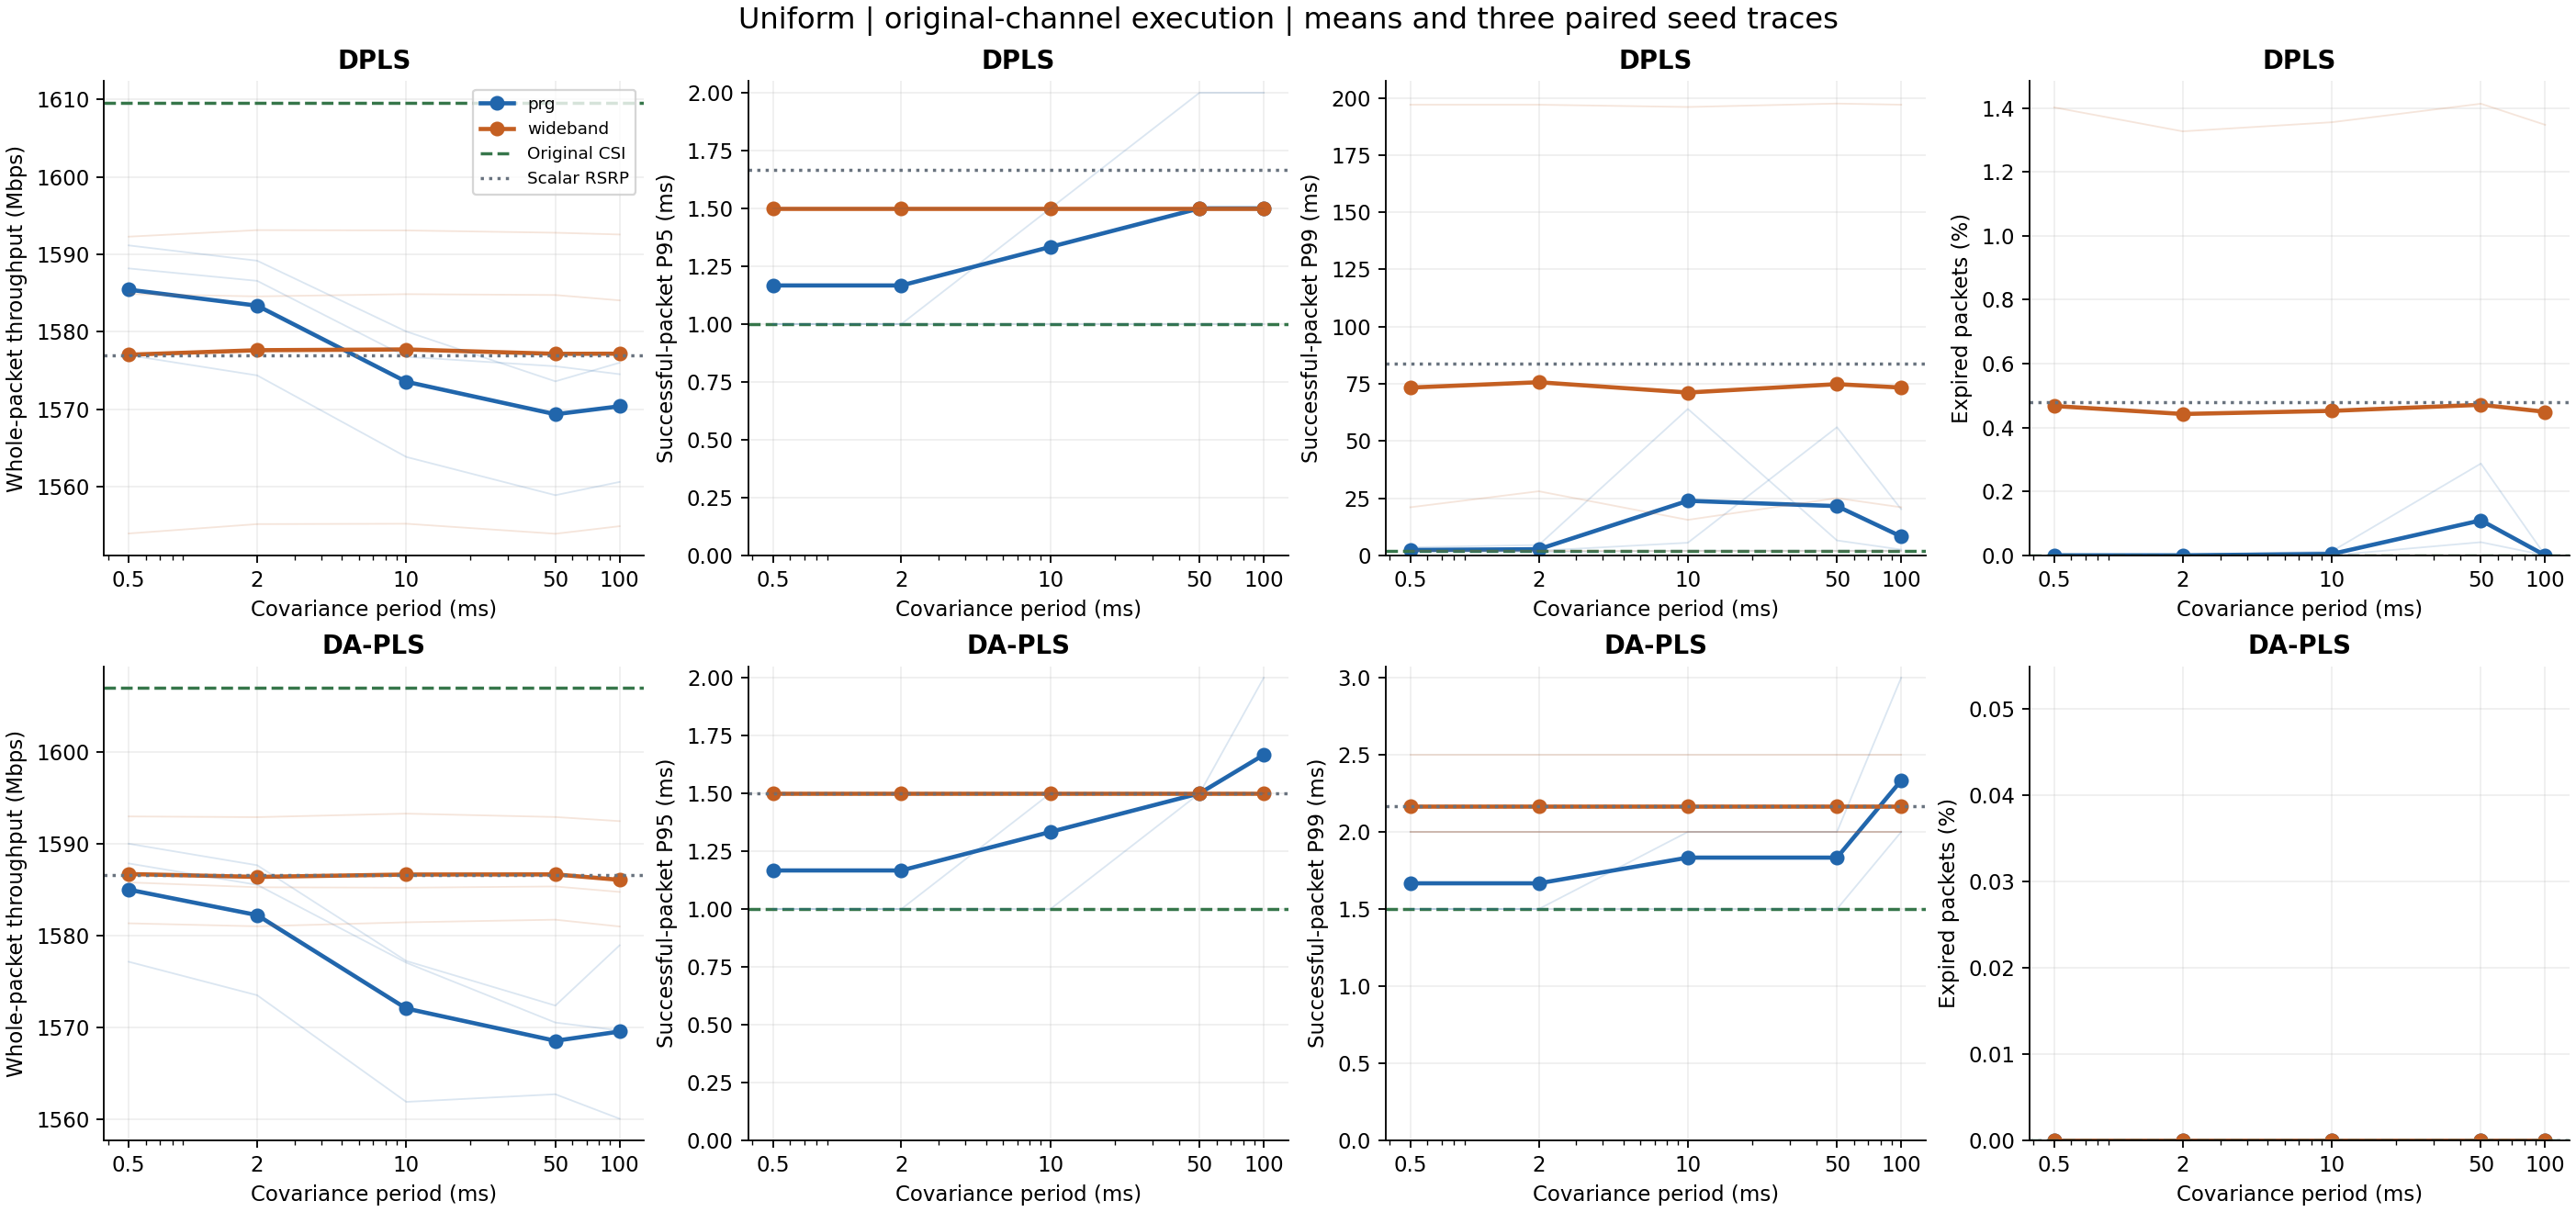 Uniform | original-channel execution | means and three paired seed traces
DPLS
Whole-packet throughput (Mbps)
1610
1600
1590
1580
1570
1560
prg
wideband
Original CSI
Scalar RSRP
0.5 2 10 50 100
Covariance period (ms)
DPLS
Successful-packet P95 (ms)
2.00
1.75
1.50
1.25
1.00
0.75
0.50
0.25
0.00
0.5 2 10 50 100
Covariance period (ms)
DPLS
Successful-packet P99 (ms)
200
175
150
125
100
75
50
25
0
0.5 2 10 50 100
Covariance period (ms)
DPLS
Expired packets (%)
1.4
1.2
1.0
0.8
0.6
0.4
0.2
0.0
0.5 2 10 50 100
Covariance period (ms)
DA-PLS
Whole-packet throughput (Mbps)
1600
1590
1580
1570
1560
0.5 2 10 50 100
Covariance period (ms)
DA-PLS
Successful-packet P95 (ms)
2.00
1.75
1.50
1.25
1.00
0.75
0.50
0.25
0.00
0.5 2 10 50 100
Covariance period (ms)
DA-PLS
Successful-packet P99 (ms)
3.0
2.5
2.0
1.5
1.0
0.5
0.0
0.5 2 10 50 100
Covariance period (ms)
DA-PLS
Expired packets (%)
0.05
0.04
0.03
0.02
0.01
0.00
0.5 2 10 50 100
Covariance period (ms)